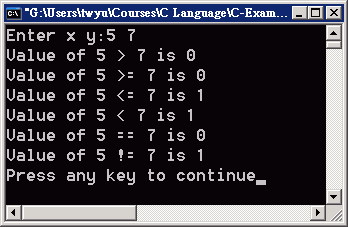 "G:\Users\twyu\Courses\C Language\C-Exam...
Enter x y:5 7
Value of 5 > 7 is 0
Value of 5 >= 7 is 0
Value of 5 <= 7 is 1
Value of 5 < 7 is 1
Value of 5 == 7 is 0
Value of 5 != 7 is 1
Press any key to continue_